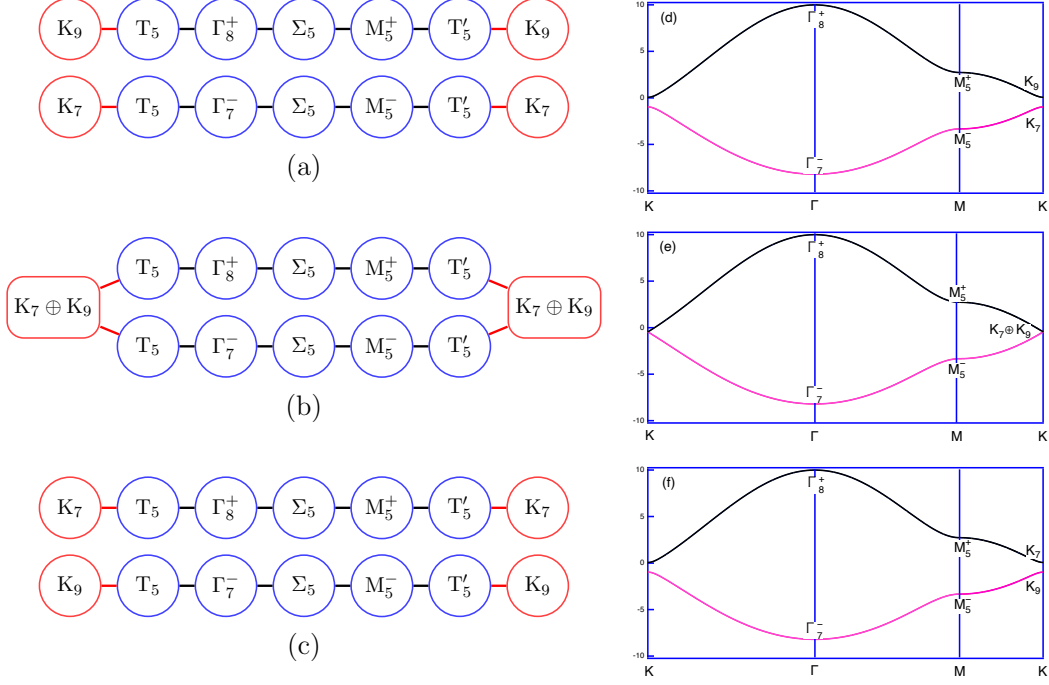 K₉ T₅ Γ₈⁺ Σ₅ M₅⁺ T′₅ K₉
K₇ T₅ Γ₇⁻ Σ₅ M₅⁻ T′₅ K₇
(a)
T₅ Γ₈⁺ Σ₅ M₅⁺ T′₅
K₇ ⊕ K₉ K₇ ⊕ K₉
T₅ Γ₇⁻ Σ₅ M₅⁻ T′₅
(b)
K₇ T₅ Γ₈⁺ Σ₅ M₅⁺ T′₅ K₇
K₉ T₅ Γ₇⁻ Σ₅ M₅⁻ T′₅ K₉
(c)
10
(d)
Γ₈⁺
5
M₅⁺
K₉
0
K₇
M₅⁻
-5
Γ₇⁻
-10
K Γ M K
10
(e)
Γ₈⁺
5
M₅⁺
0
K₇⊕K₉
M₅⁻
-5
Γ₇⁻
-10
K Γ M K
10
(f)
Γ₈⁺
5
M₅⁺
K₇
0
K₉
M₅⁻
-5
Γ₇⁻
-10
K Γ M K